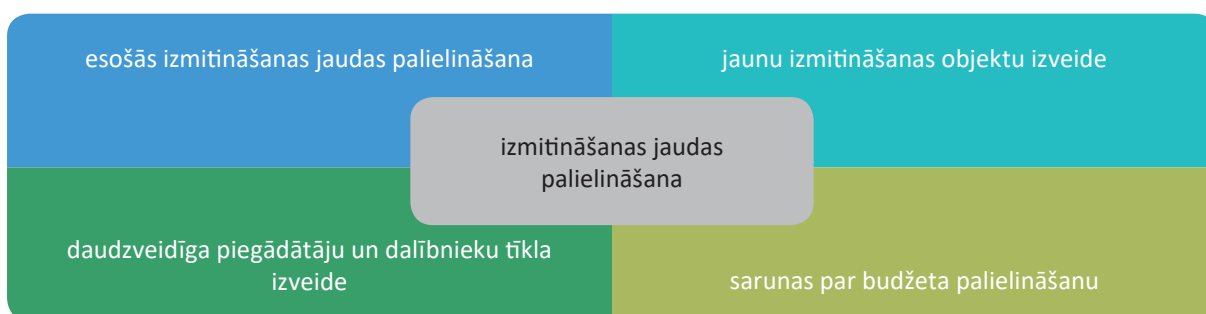 esošās izmitināšanas jaudas palielināšana
jaunu izmitināšanas objektu izveide
izmitināšanas jaudas
palielināšana
daudzveidīga piegādātāju un dalībnieku tīkla
izveide
sarunas par budžeta palielināšanu